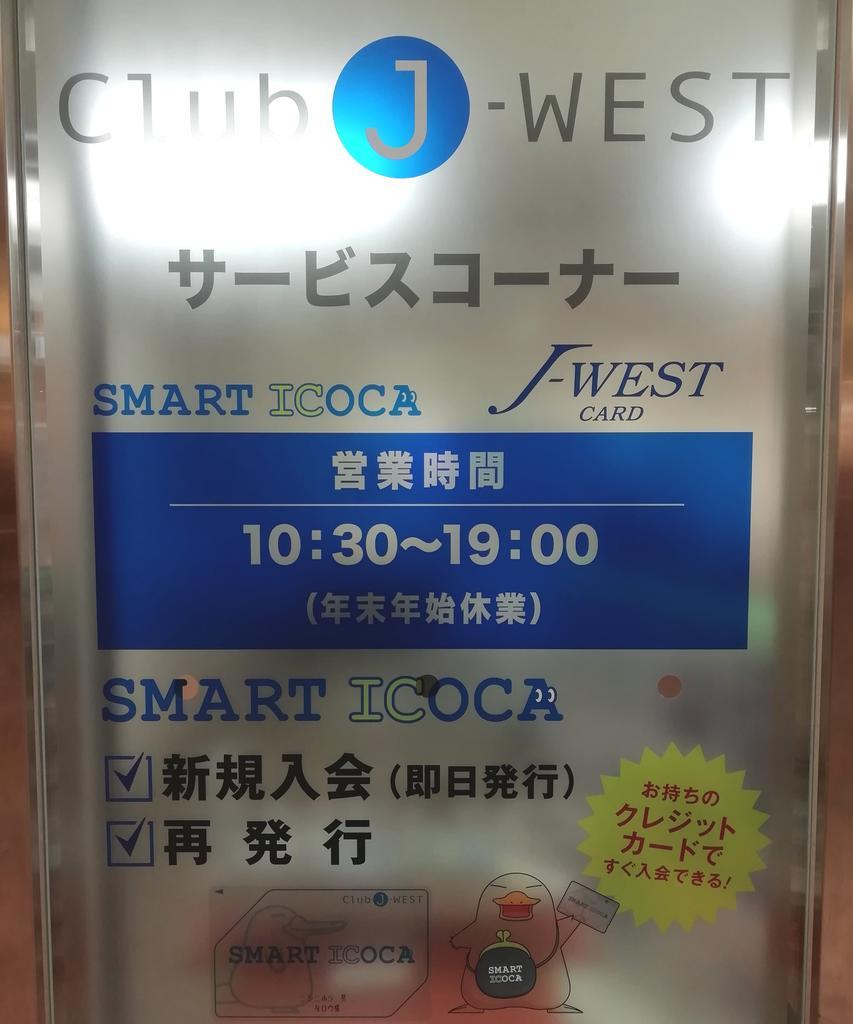 Club J-WEST
サービスコーナー
SMART ICOCA
J-WEST
CARD
営業時間
10:30〜19:00
(年末年始休業)
SMART ICOCA
新規入会(即日発行)
再発行
お持ちの
クレジット
カードで
すぐ入会できる!
Club J-WEST
SMART ICOCA
SMART ICOCA
SMART
ICOCA